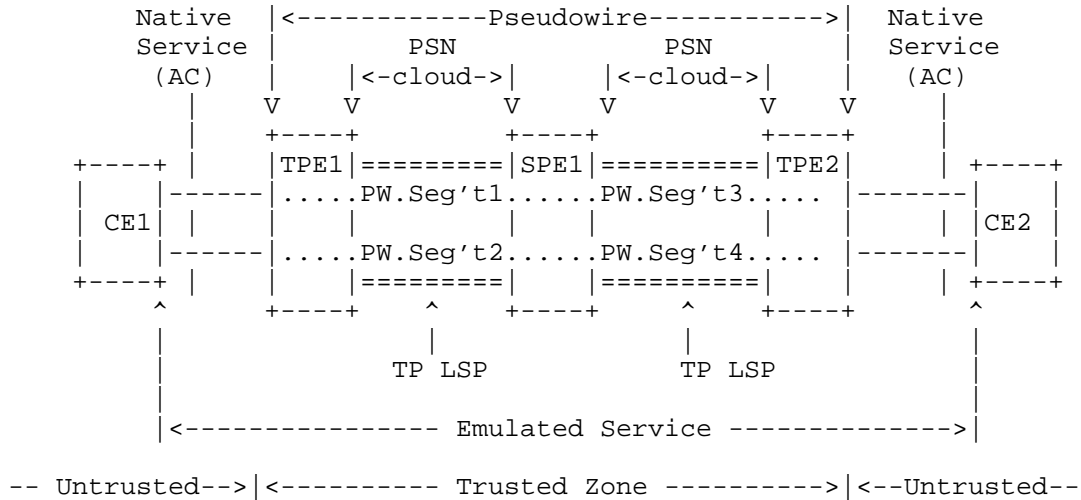 Native |<------------Pseudowire----------->| Native
Service | PSN PSN | Service
(AC) | |<-cloud->| |<-cloud->| | (AC)
| V V V V V V |
| +----+ +----+ +----+ |
+----+ | |TPE1|=========|SPE1|==========|TPE2| | +----+
| |------|.....PW.Seg't1......PW.Seg't3.....|-------| |
| CE1| | | | | | | | | |CE2 |
| |------|.....PW.Seg't2......PW.Seg't4.....|-------| |
+----+ | | |=========| |==========| | | +----+
^ +----+ ^ +----+ ^ +----+ ^
| | | |
| TP LSP TP LSP |
| |
|<---------------- Emulated Service -------------->|
-- Untrusted-->|<---------- Trusted Zone ---------->|<--Untrusted--